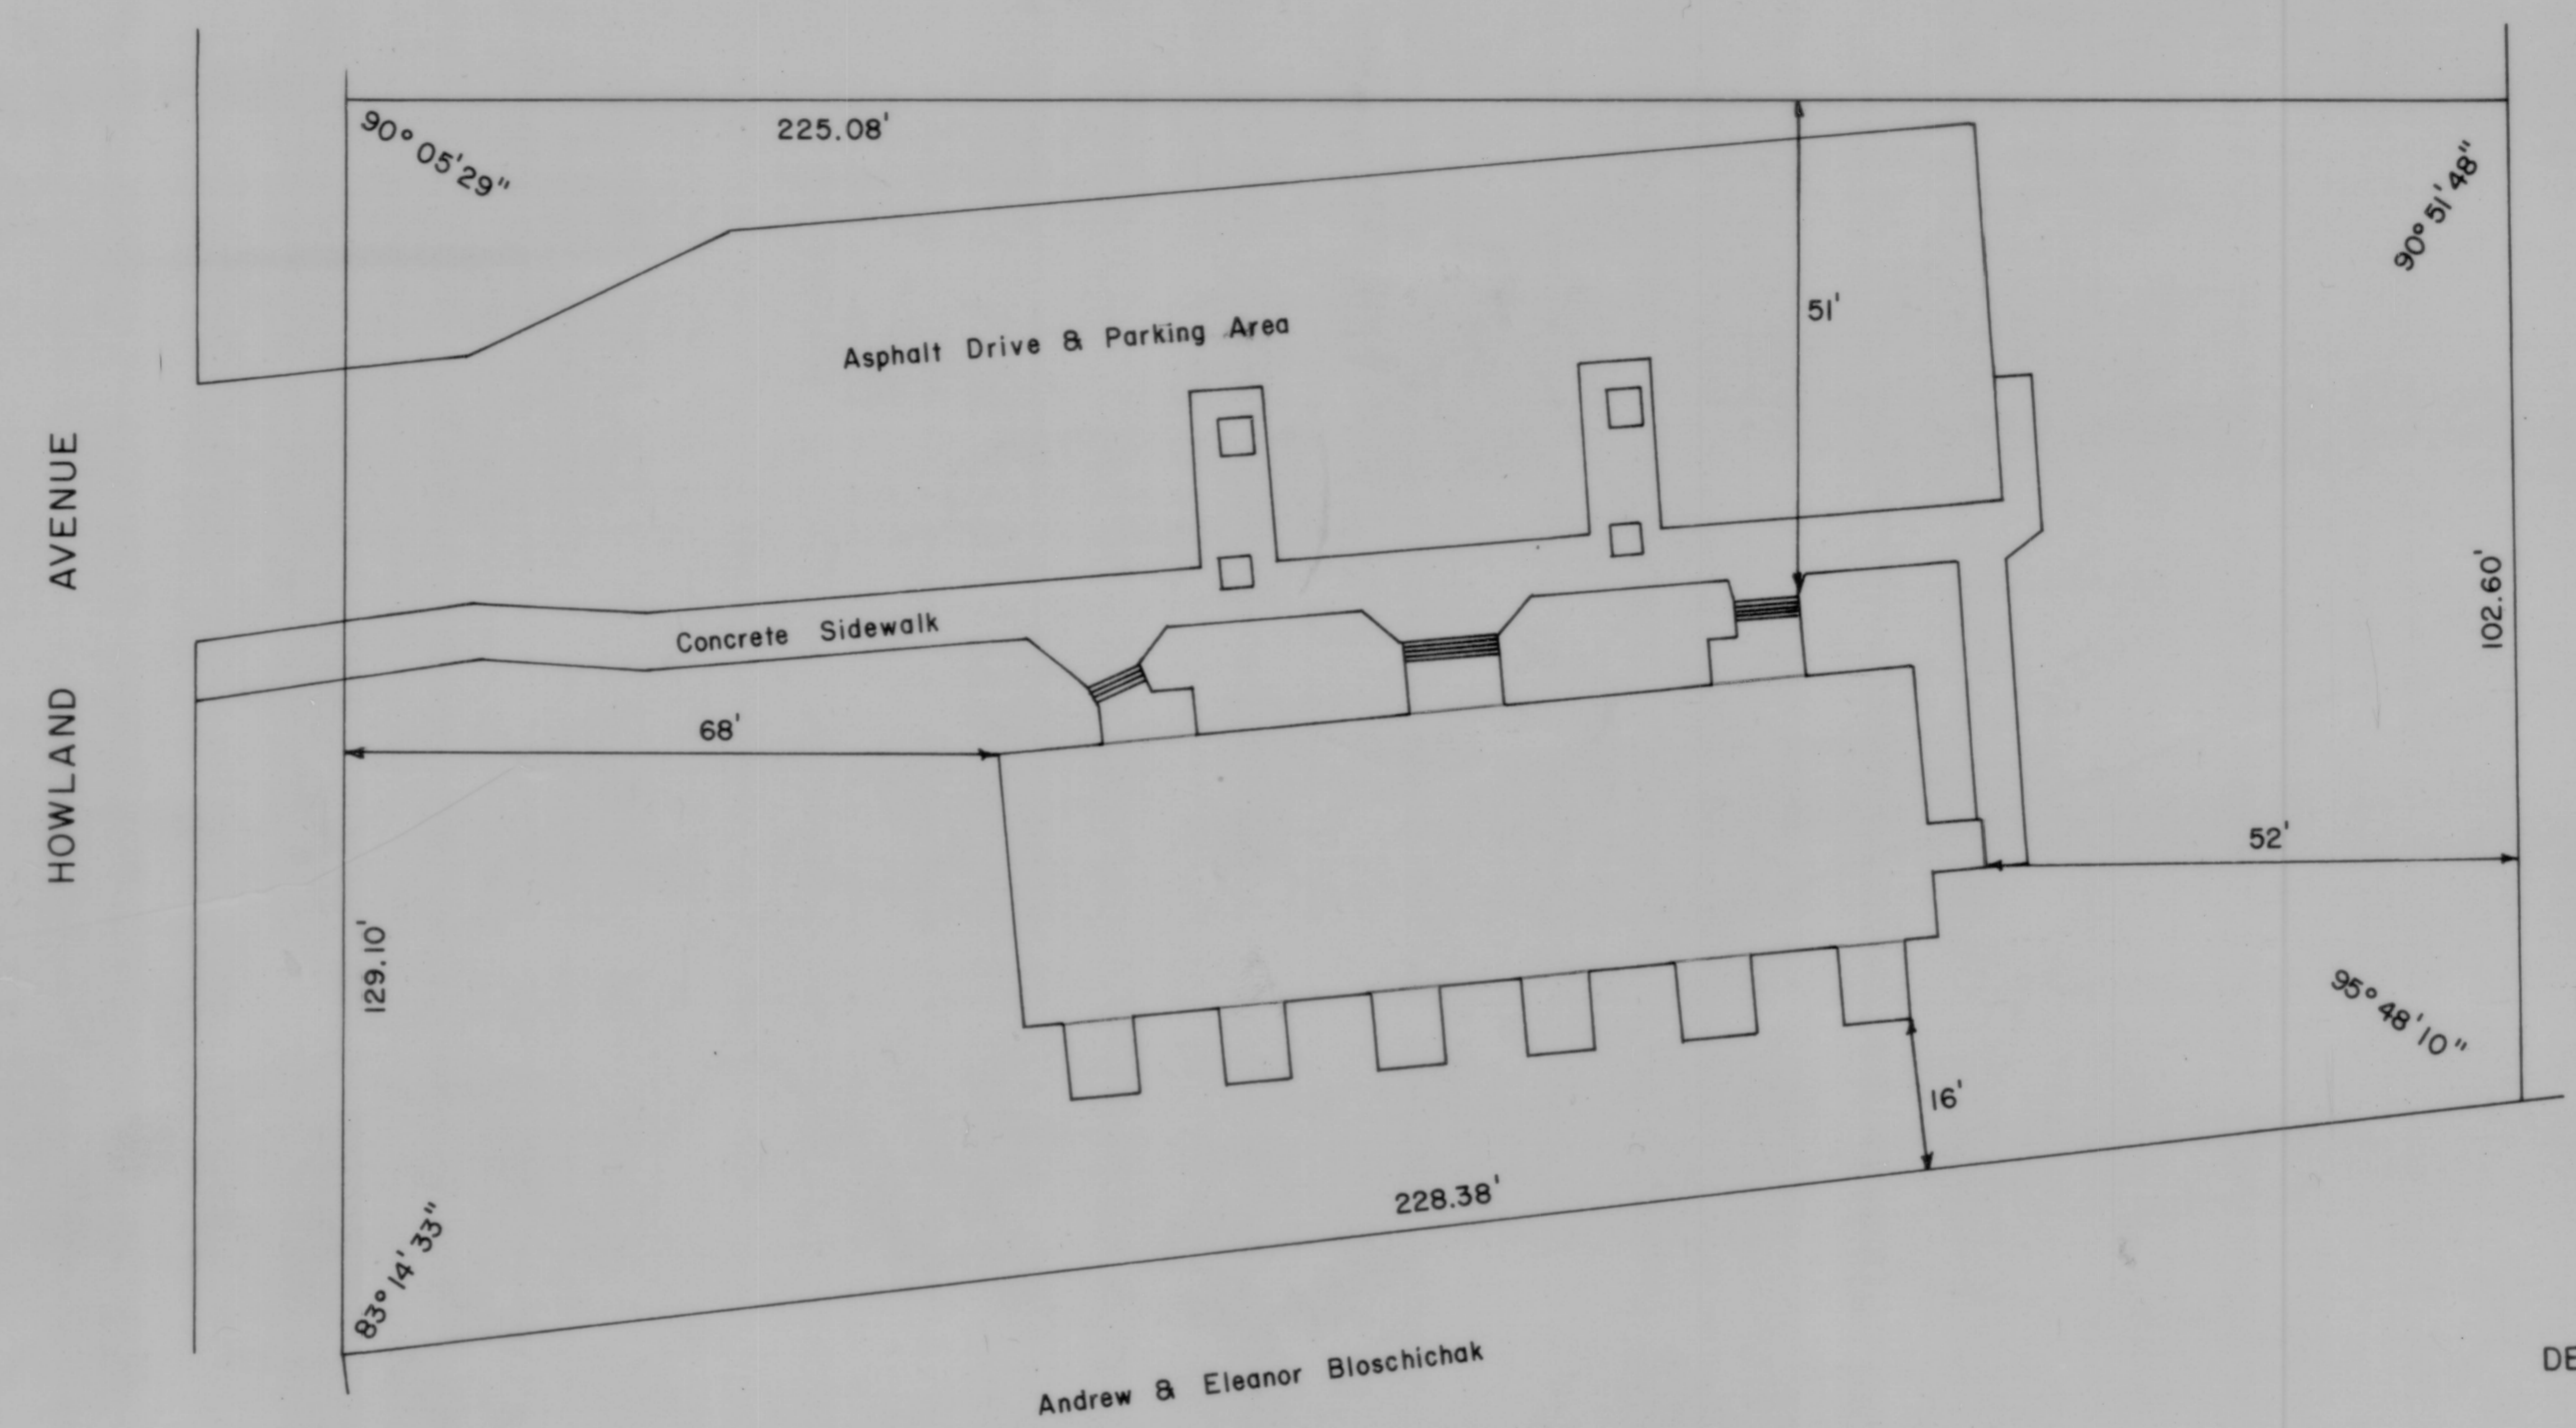 90° 05' 29"
225.08'
90° 51' 48"
51'
Asphalt Drive & Parking Area
HOWLAND AVENUE
102.60'
Concrete Sidewalk
68'
52'
129.10'
95° 48' 10"
16'
228.38'
83° 14' 33"
Andrew & Eleanor Bloschichak
DE